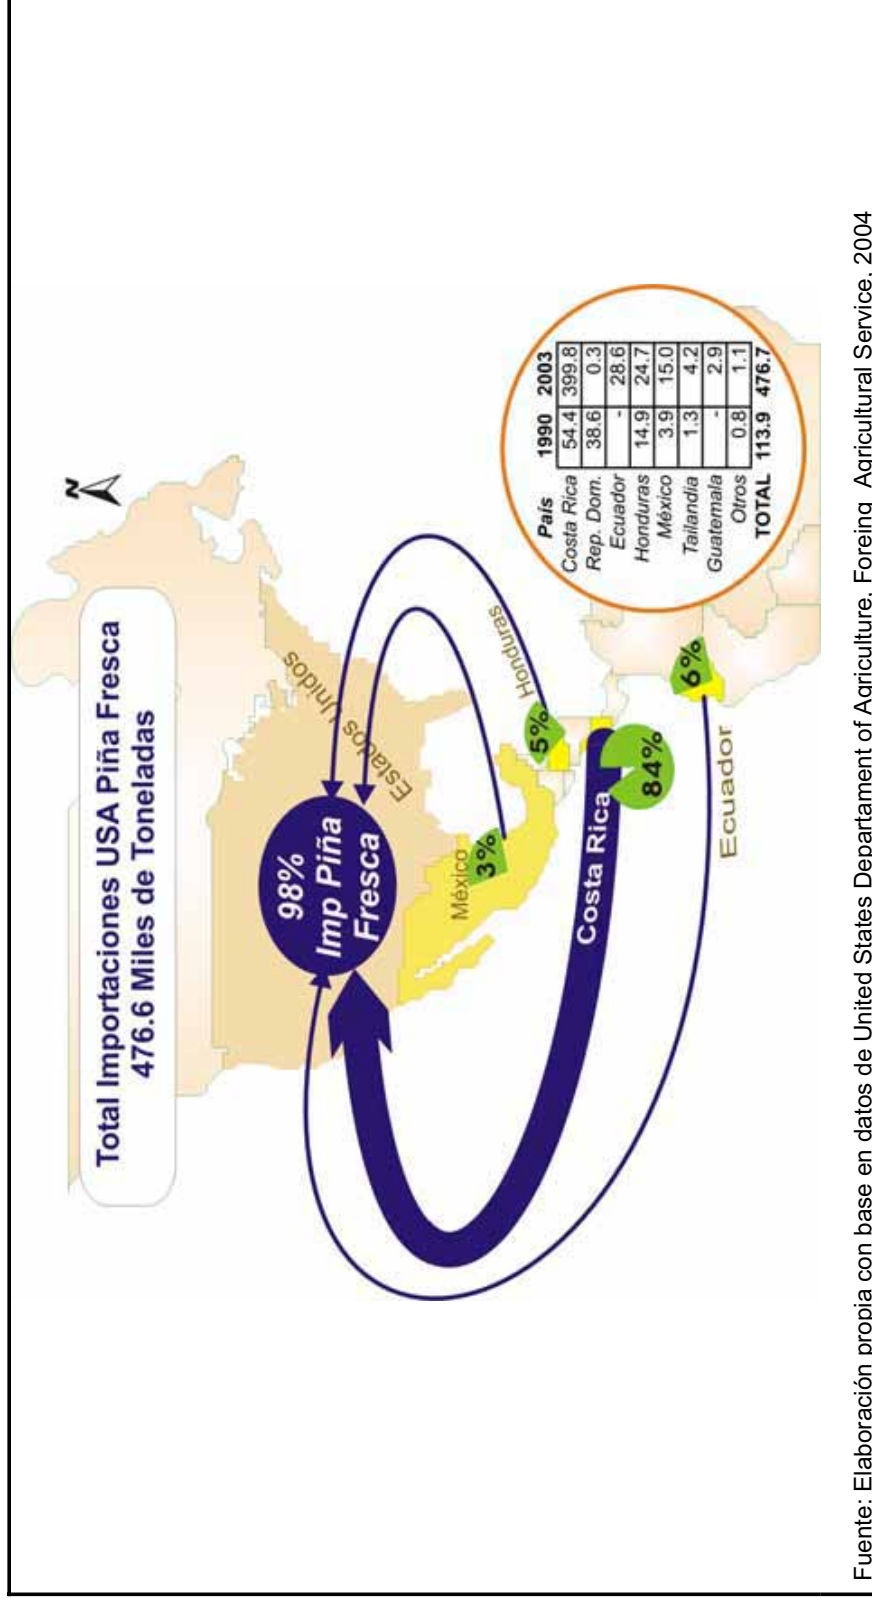 Total Importaciones USA Piña Fresca
476.6 Miles de Toneladas
N
Estados Unidos
98%
Imp Piña
Fresca
México
3%
Honduras
5%
Costa Rica
84%
Ecuador
6%
País 1990 2003
Costa Rica 54.4 399.8
Rep. Dom. 38.6 0.3
Ecuador - 28.6
Honduras 14.9 24.7
México 3.9 15.0
Tailandia 1.3 4.2
Guatemala - 2.9
Otros 0.8 1.1
TOTAL 113.9 476.7
Fuente: Elaboración propia con base en datos de United States Departament of Agriculture. Foreing Agricultural Service. 2004